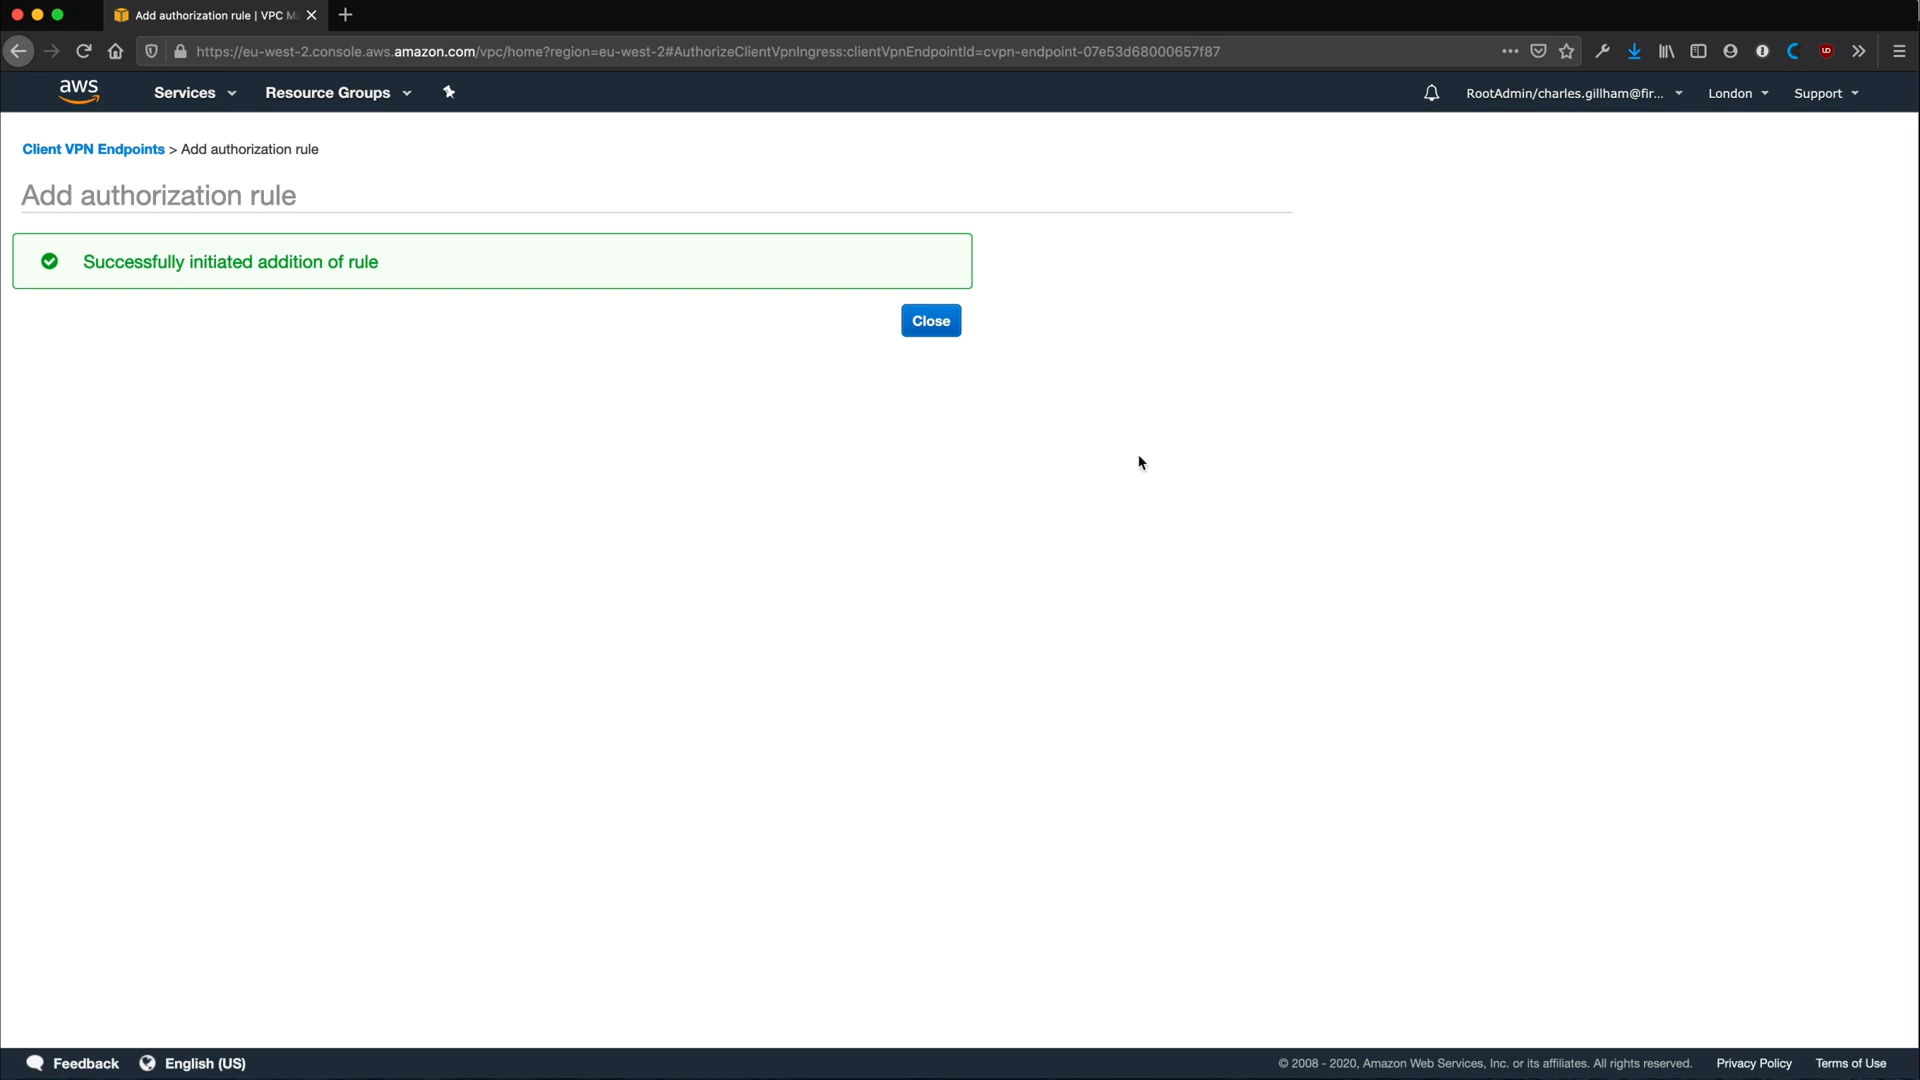 Add authorization rule | VPC M
https://eu-west-2.console.aws.amazon.com/vpc/home?region=eu-west-2#AuthorizeClientVpnIngress:clientVpnEndpointId=cvpn-endpoint-07e53d68000657f87
aws
Services
Resource Groups
RootAdmin/charles.gillham@fir...
London
Support
Client VPN Endpoints > Add authorization rule
Add authorization rule
Successfully initiated addition of rule
Close
Feedback
English (US)
© 2008 - 2020, Amazon Web Services, Inc. or its affiliates. All rights reserved.
Privacy Policy
Terms of Use